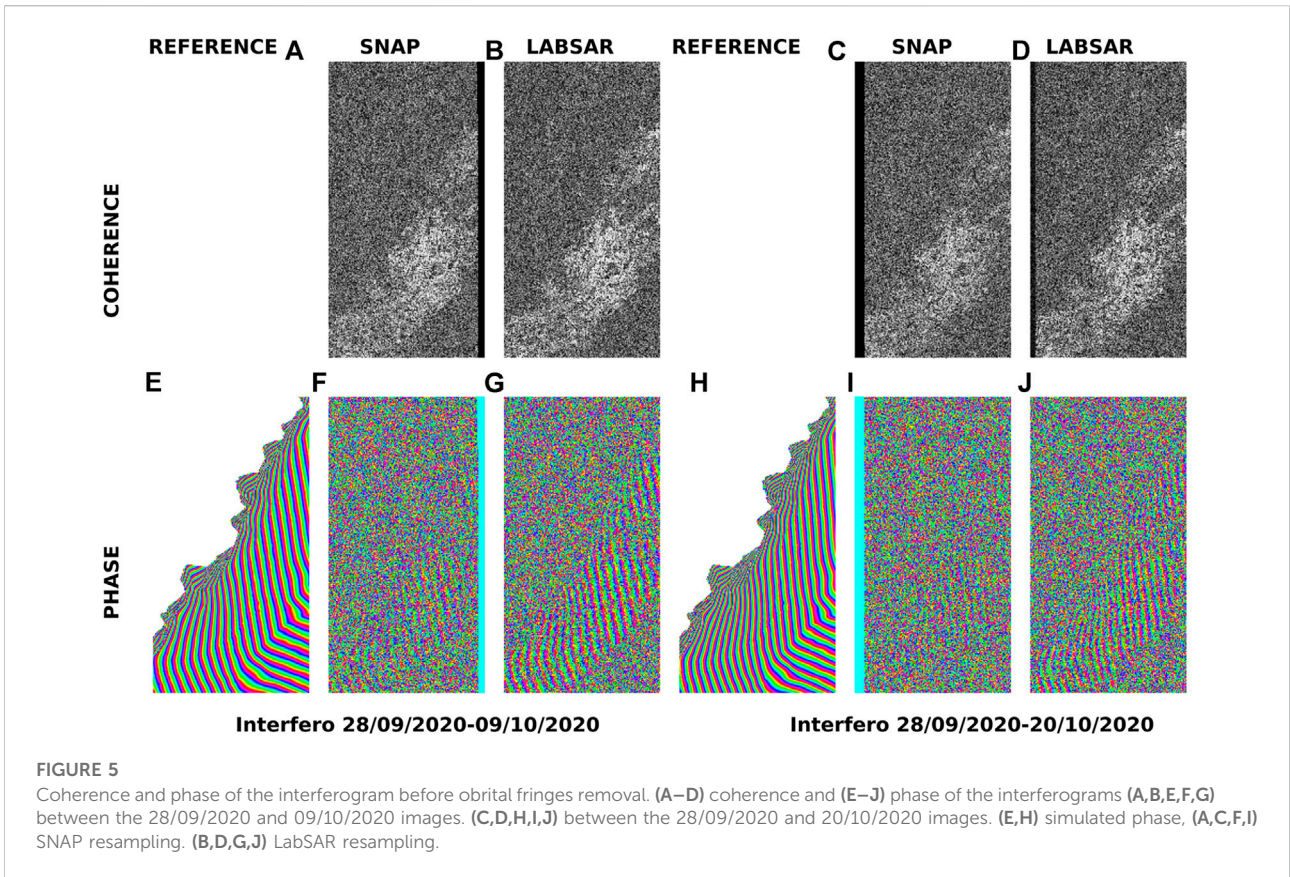 REFERENCE A SNAP B LABSAR REFERENCE C SNAP D LABSAR
COHERENCE
E F G H I J
PHASE
Interfero 28/09/2020-09/10/2020 Interfero 28/09/2020-20/10/2020
FIGURE 5
Coherence and phase of the interferogram before obrital fringes removal. (A–D) coherence and (E–J) phase of the interferograms (A,B,E,F,G)
between the 28/09/2020 and 09/10/2020 images. (C,D,H,I,J) between the 28/09/2020 and 20/10/2020 images. (E,H) simulated phase, (A,C,F,I)
SNAP resampling. (B,D,G,J) LabSAR resampling.